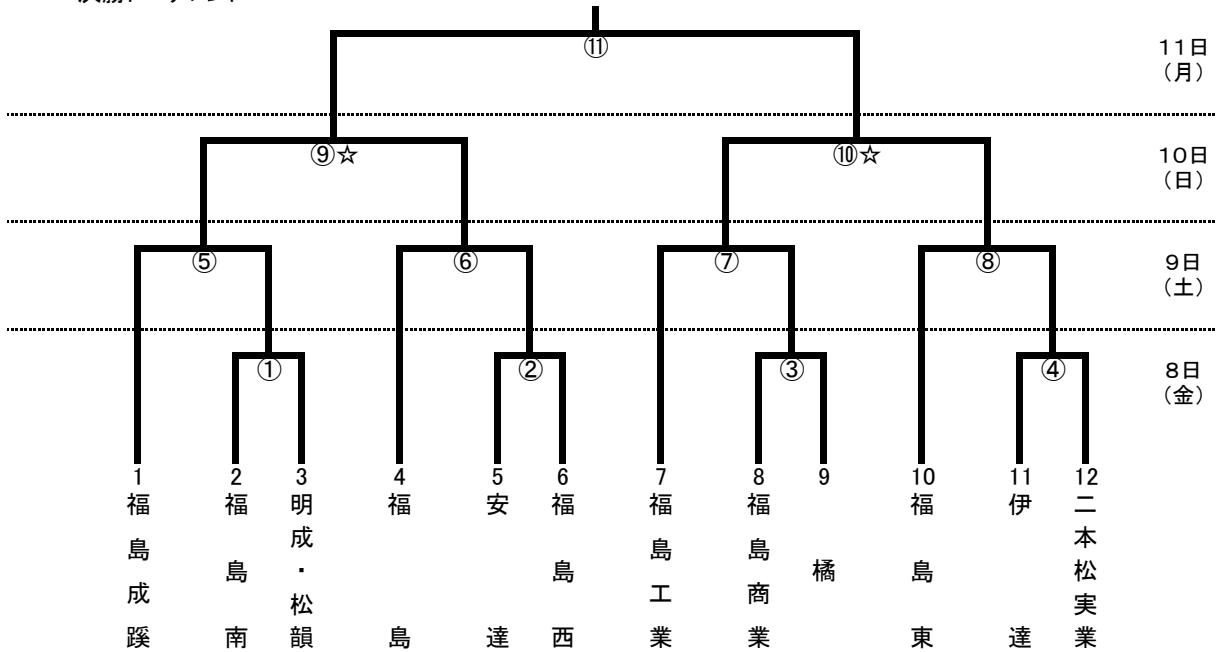 ⑪
11日
（月）
⑨☆
⑩☆
10日
（日）
⑤
⑥
⑦
⑧
9日
（土）
①
②
③
④
8日
（金）
1
2
3
4
5
6
7
8
9
10
11
12
福島成蹊
福島南
明成・松韻
福島
安達
福島西
福島工業
福島商業
橘
福島東
伊達
二本松実業